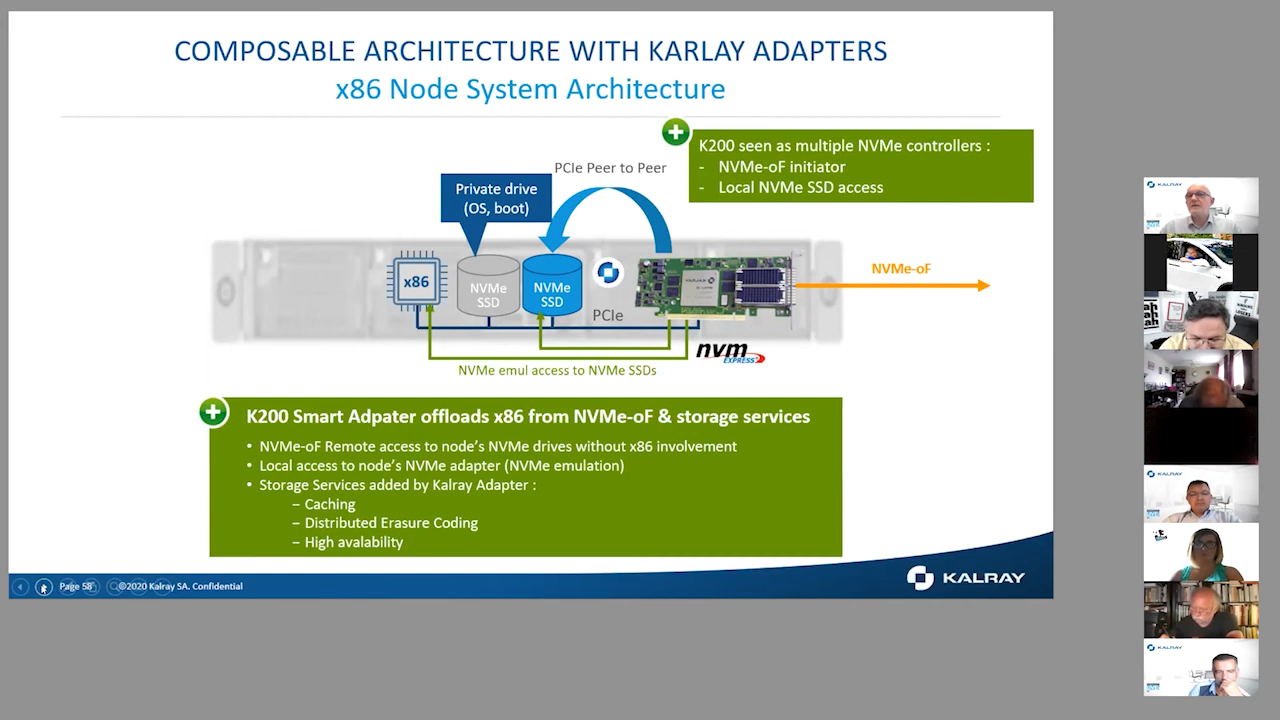 COMPOSABLE ARCHITECTURE WITH KARLAY ADAPTERS
x86 Node System Architecture
K200 seen as multiple NVMe controllers :
- NVMe-oF initiator
- Local NVMe SSD access
PCIe Peer to Peer
Private drive
(OS, boot)
x86
NVMe
SSD
NVMe
SSD
PCIe
NVMe-oF
nvm
EXPRESS
NVMe emul access to NVMe SSDs
K200 Smart Adpater offloads x86 from NVMe-oF & storage services
• NVMe-oF Remote access to node's NVMe drives without x86 involvement
• Local access to node's NVMe adapter (NVMe emulation)
• Storage Services added by Kalray Adapter :
– Caching
– Distributed Erasure Coding
– High avalability
Page 58
©2020 Kalray SA. Confidential
KALRAY
KALRAY
KALRAY
KALRAY